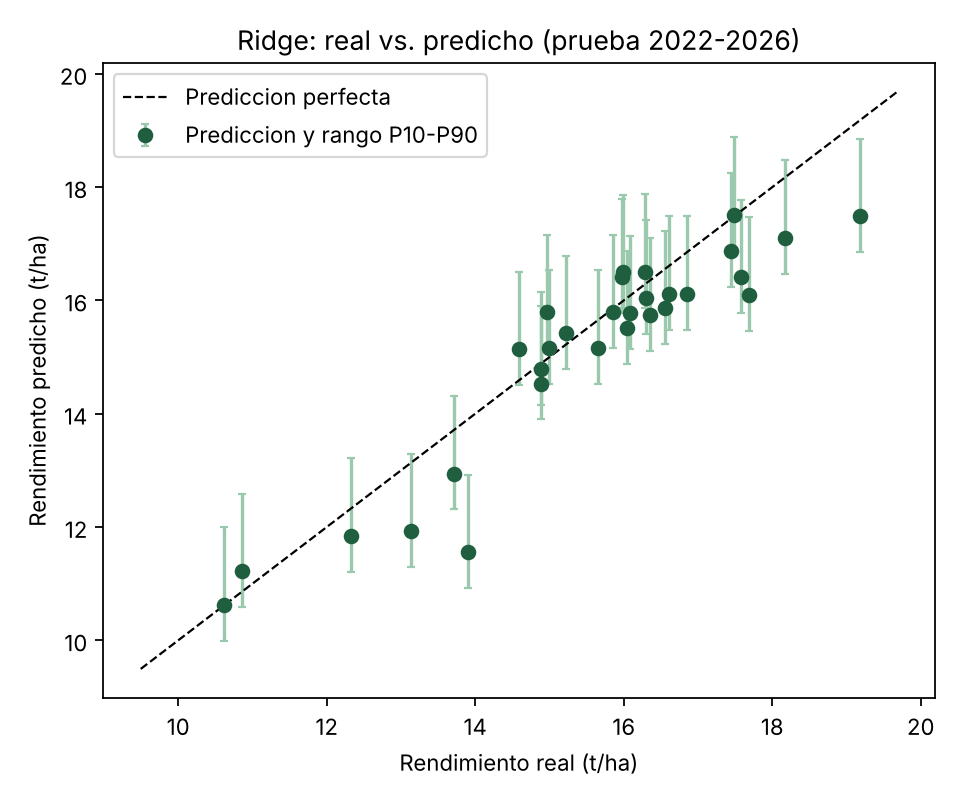 Ridge: real vs. predicho (prueba 2022-2026)
Prediccion perfecta
Prediccion y rango P10-P90
Rendimiento predicho (t/ha)
20
18
16
14
12
10
10 12 14 16 18 20
Rendimiento real (t/ha)